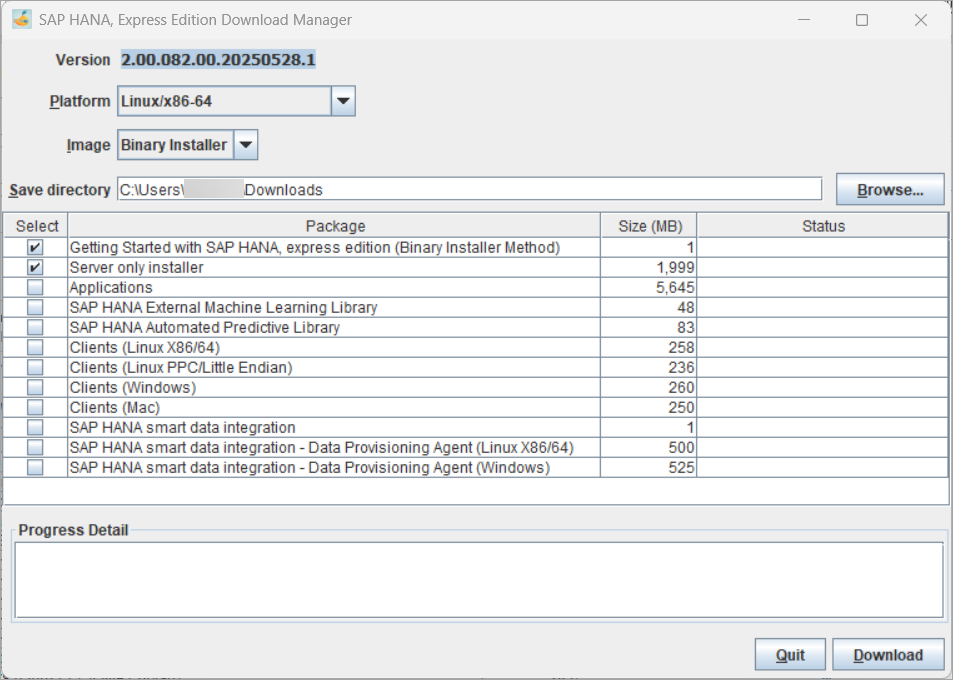 SAP HANA, Express Edition Download Manager
Version 2.00.082.00.20250528.1
Platform Linux/x86-64
Image Binary Installer
Save directory C:\Users\ \Downloads Browse...
Select Package Size (MB) Status
Getting Started with SAP HANA, express edition (Binary Installer Method) 1
Server only installer 1,999
Applications 5,645
SAP HANA External Machine Learning Library 48
SAP HANA Automated Predictive Library 83
Clients (Linux X86/64) 258
Clients (Linux PPC/Little Endian) 236
Clients (Windows) 260
Clients (Mac) 250
SAP HANA smart data integration 1
SAP HANA smart data integration - Data Provisioning Agent (Linux X86/64) 500
SAP HANA smart data integration - Data Provisioning Agent (Windows) 525
Progress Detail
Quit Download